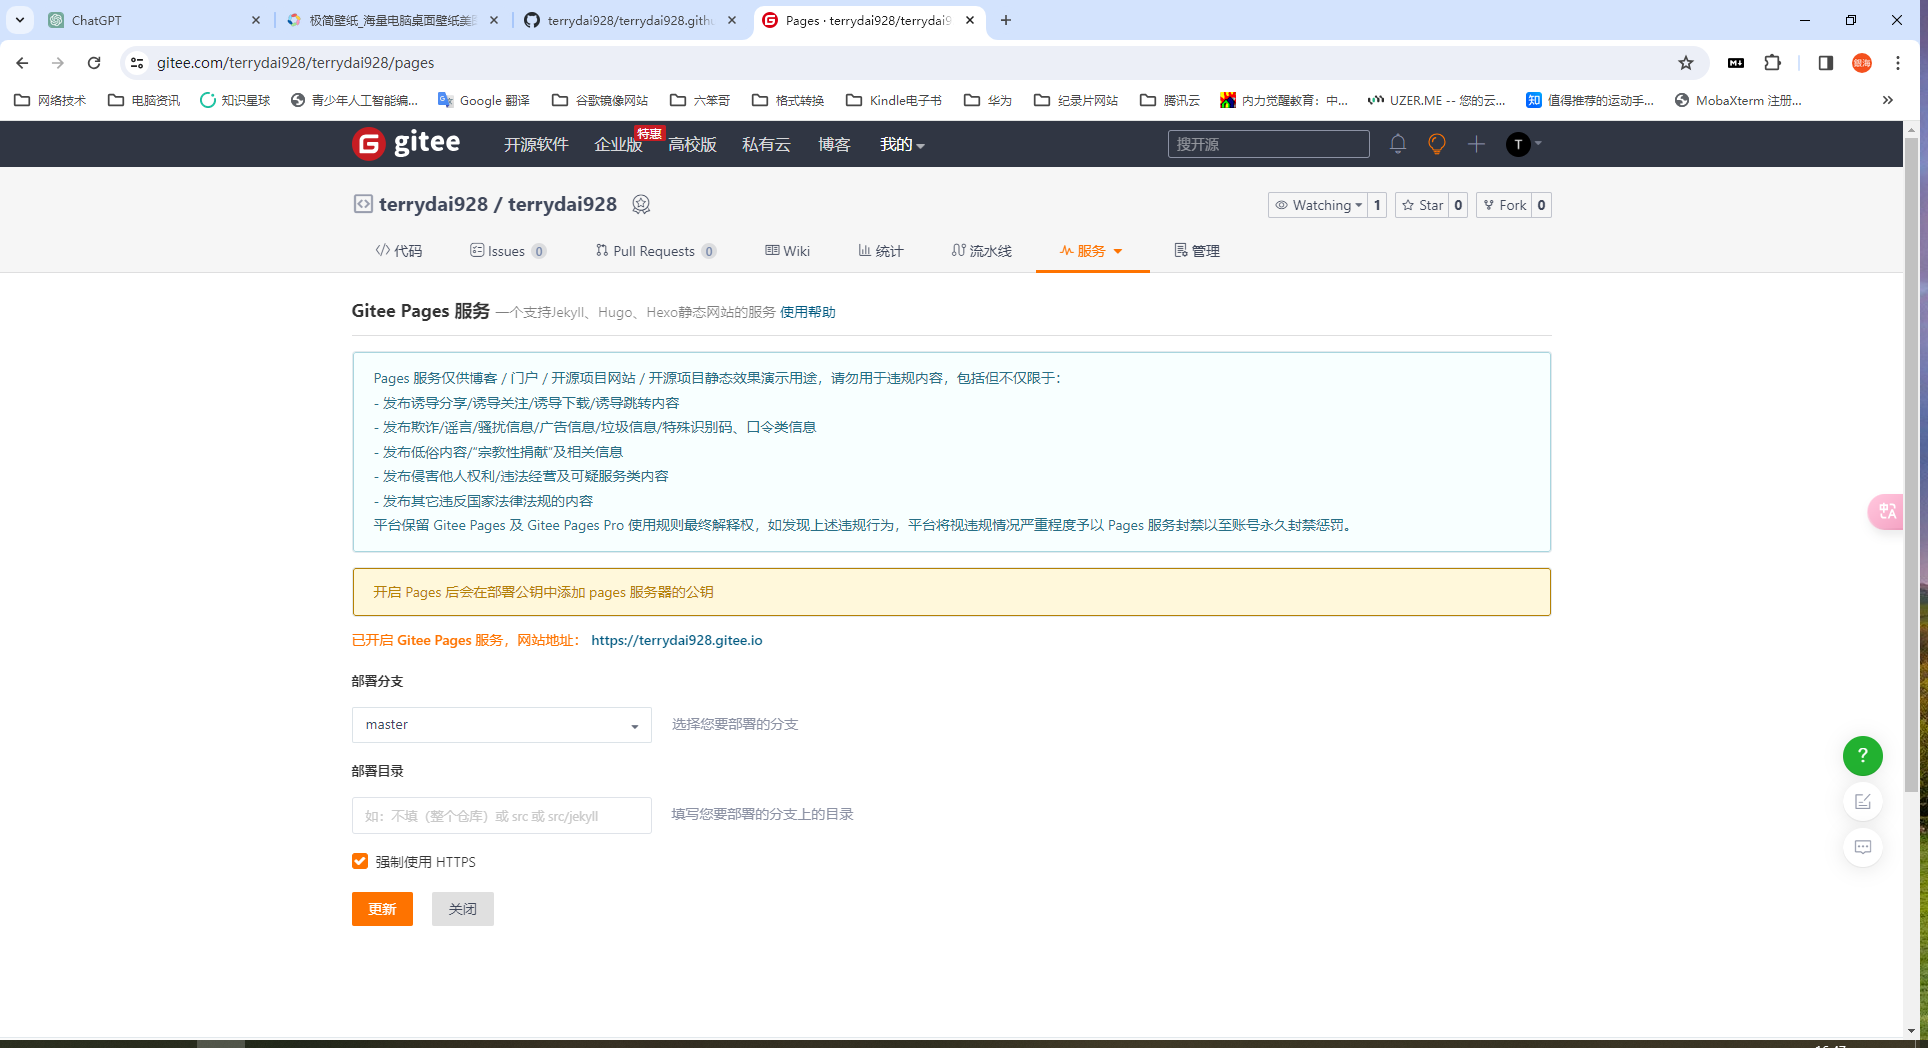 ChatGPT
极简壁纸_海量电脑桌面壁纸美
terrydai928/terrydai928.githu
Pages · terrydai928/terrydai9
gitee.com/terrydai928/terrydai928/pages
网络技术
电脑资讯
知识星球
青少年人工智能编...
Google 翻译
谷歌镜像网站
六笨哥
格式转换
Kindle电子书
华为
纪录片网站
腾讯云
内力觉醒教育：中...
UZER.ME -- 您的云...
知 值得推荐的运动手...
MobaXterm 注册...
gitee
开源软件
企业版
特惠
高校版
私有云
博客
我的
搜开源
T
terrydai928 / terrydai928
Watching 1
Star 0
Fork 0
代码
Issues 0
Pull Requests 0
Wiki
统计
流水线
服务
管理
Gitee Pages 服务 一个支持Jekyll、Hugo、Hexo静态网站的服务 使用帮助
Pages 服务仅供博客 / 门户 / 开源项目网站 / 开源项目静态效果演示用途，请勿用于违规内容，包括但不仅限于：
- 发布诱导分享/诱导关注/诱导下载/诱导跳转内容
- 发布欺诈/谣言/骚扰信息/广告信息/垃圾信息/特殊识别码、口令类信息
- 发布低俗内容/“宗教性捐献”及相关信息
- 发布侵害他人权利/违法经营及可疑服务类内容
- 发布其它违反国家法律法规的内容
平台保留 Gitee Pages 及 Gitee Pages Pro 使用规则最终解释权，如发现上述违规行为，平台将视违规情况严重程度予以 Pages 服务封禁以至账号永久封禁惩罚。
开启 Pages 后会在部署公钥中添加 pages 服务器的公钥
已开启 Gitee Pages 服务，网站地址： https://terrydai928.gitee.io
部署分支
master
选择您要部署的分支
部署目录
如：不填（整个仓库）或 src 或 src/jekyll
填写您要部署的分支上的目录
强制使用 HTTPS
更新
关闭